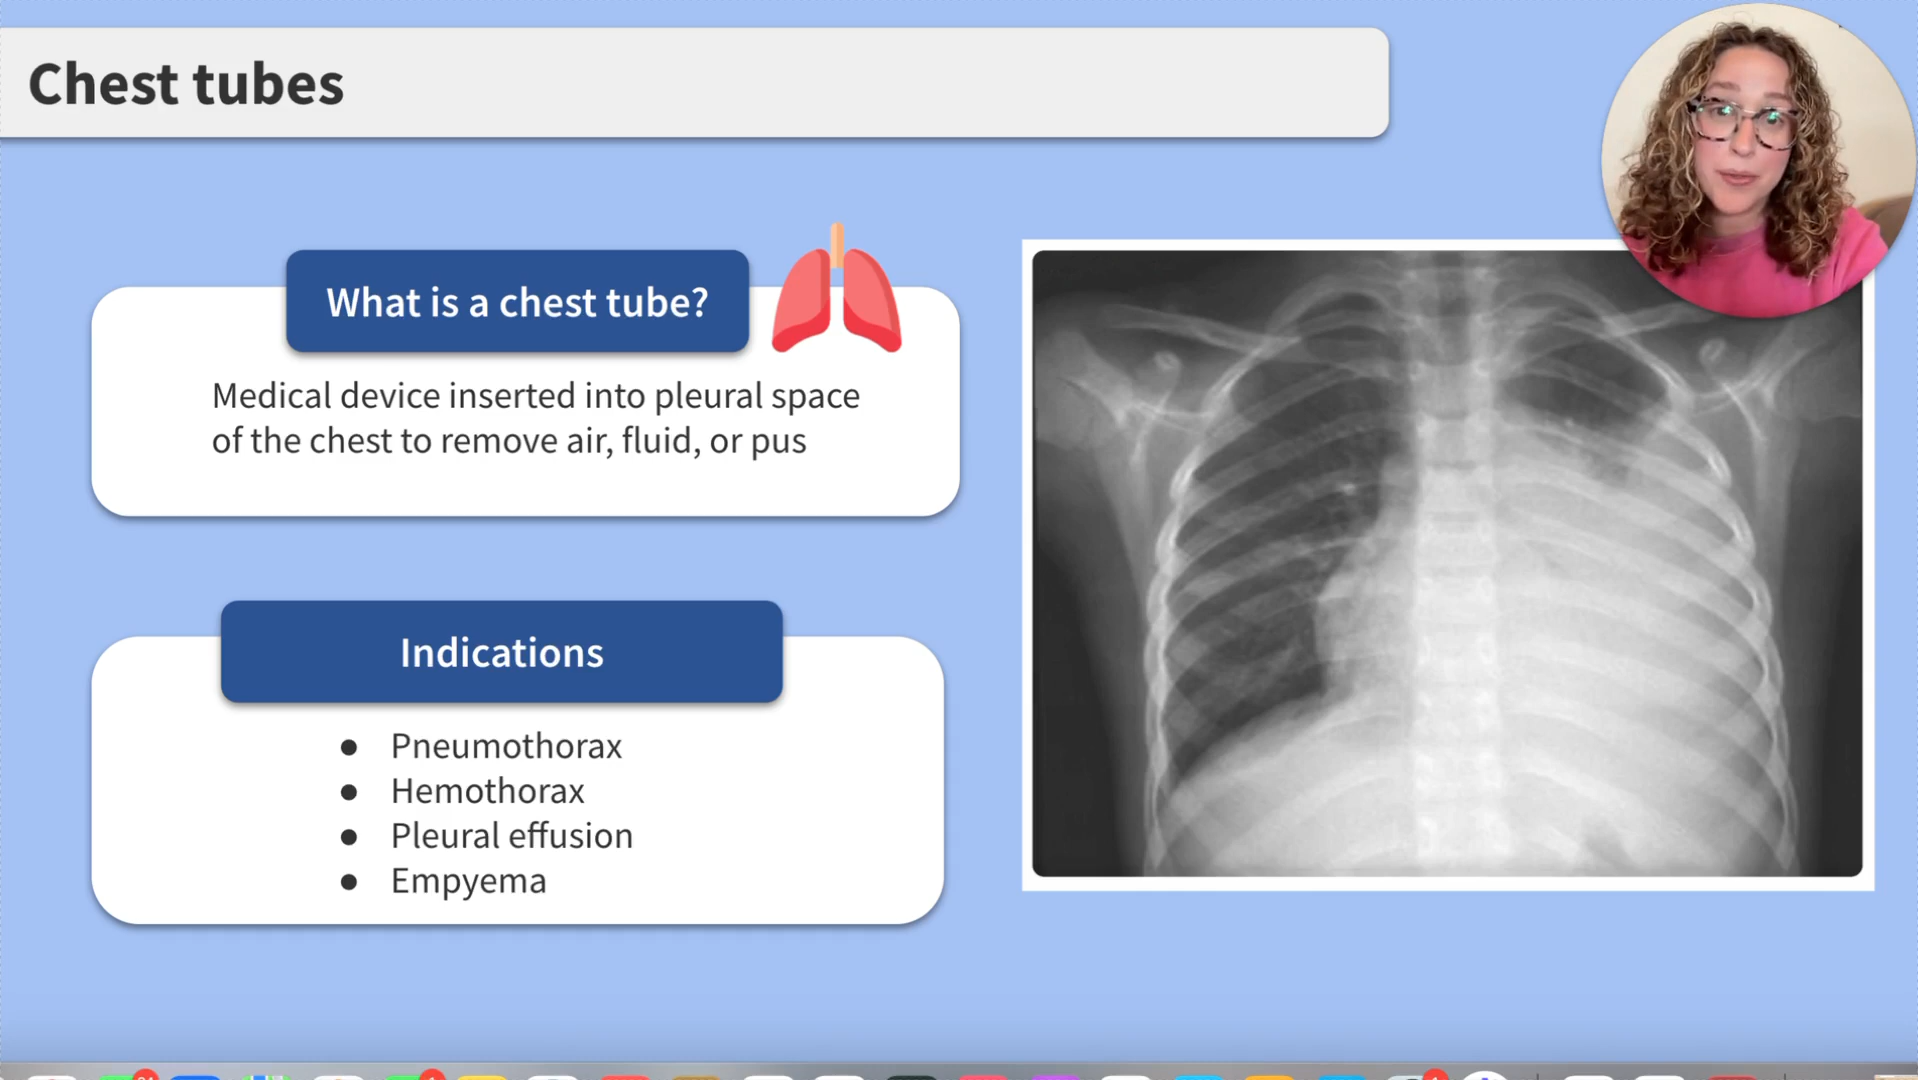 Chest tubes
What is a chest tube?
Medical device inserted into pleural space
of the chest to remove air, fluid, or pus
Indications
● Pneumothorax
● Hemothorax
● Pleural effusion
● Empyema